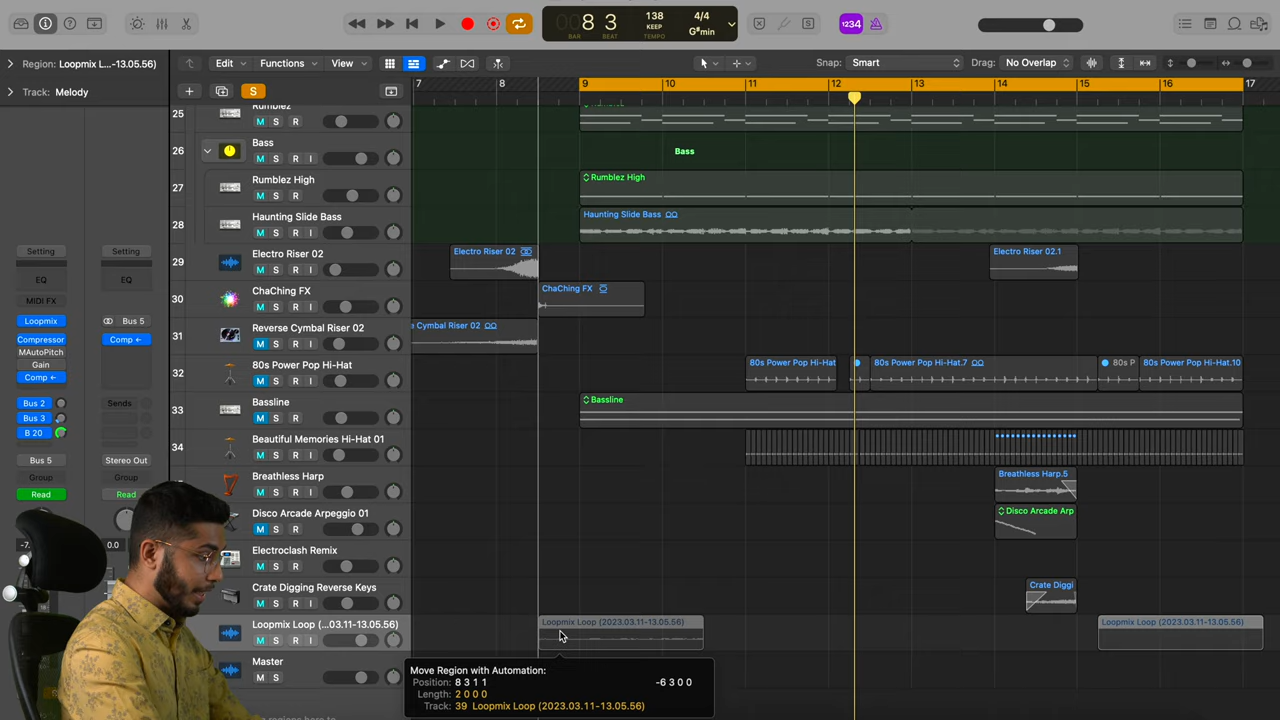 008 3
BAR BEAT
138
KEEP
TEMPO
4/4
G#min
1234
Region: Loopmix L...-13.05.56)
Edit
Functions
View
Snap: Smart
Drag: No Overlap
Track: Melody
S
7 8 9 10 11 12 13 14 15 16 17
25 Rumblez
M S R
26 Bass
M S R I
Bass
27 Rumblez High
M S R
Rumblez High
28 Haunting Slide Bass
M S R
Haunting Slide Bass
29 Electro Riser 02
M S R I
Electro Riser 02
Electro Riser 02.1
30 ChaChing FX
M S R I
ChaChing FX
31 Reverse Cymbal Riser 02
M S R I
e Cymbal Riser 02
32 80s Power Pop Hi-Hat
M S R I
80s Power Pop Hi-Hat
80s Power Pop Hi-Hat.7
80s P
80s Power Pop Hi-Hat.10
33 Bassline
M S R
Bassline
34 Beautiful Memories Hi-Hat 01
M S R I
Breathless Harp
M S R I
Breathless Harp.5
Disco Arcade Arpeggio 01
M S R
Disco Arcade Arp
Electroclash Remix
M S R I
Crate Digging Reverse Keys
M S R I
Crate Diggi
Loopmix Loop (...03.11-13.05.56)
M S R I
Loopmix Loop (2023.03.11-13.05.56)
Loopmix Loop (2023.03.11-13.05.56)
Master
M S
Setting Setting
EQ EQ
MIDI FX
Loopmix Bus 5
Compressor Comp
MAutoPitch
Gain
Comp
Bus 2 Sends
Bus 3
B 20
Bus 5 Stereo Out
Group Group
Read Read
-7. 0.0
Move Region with Automation:
Position: 8 3 1 1 -6 3 0 0
Length: 2 0 0 0
Track: 39 Loopmix Loop (2023.03.11-13.05.56)